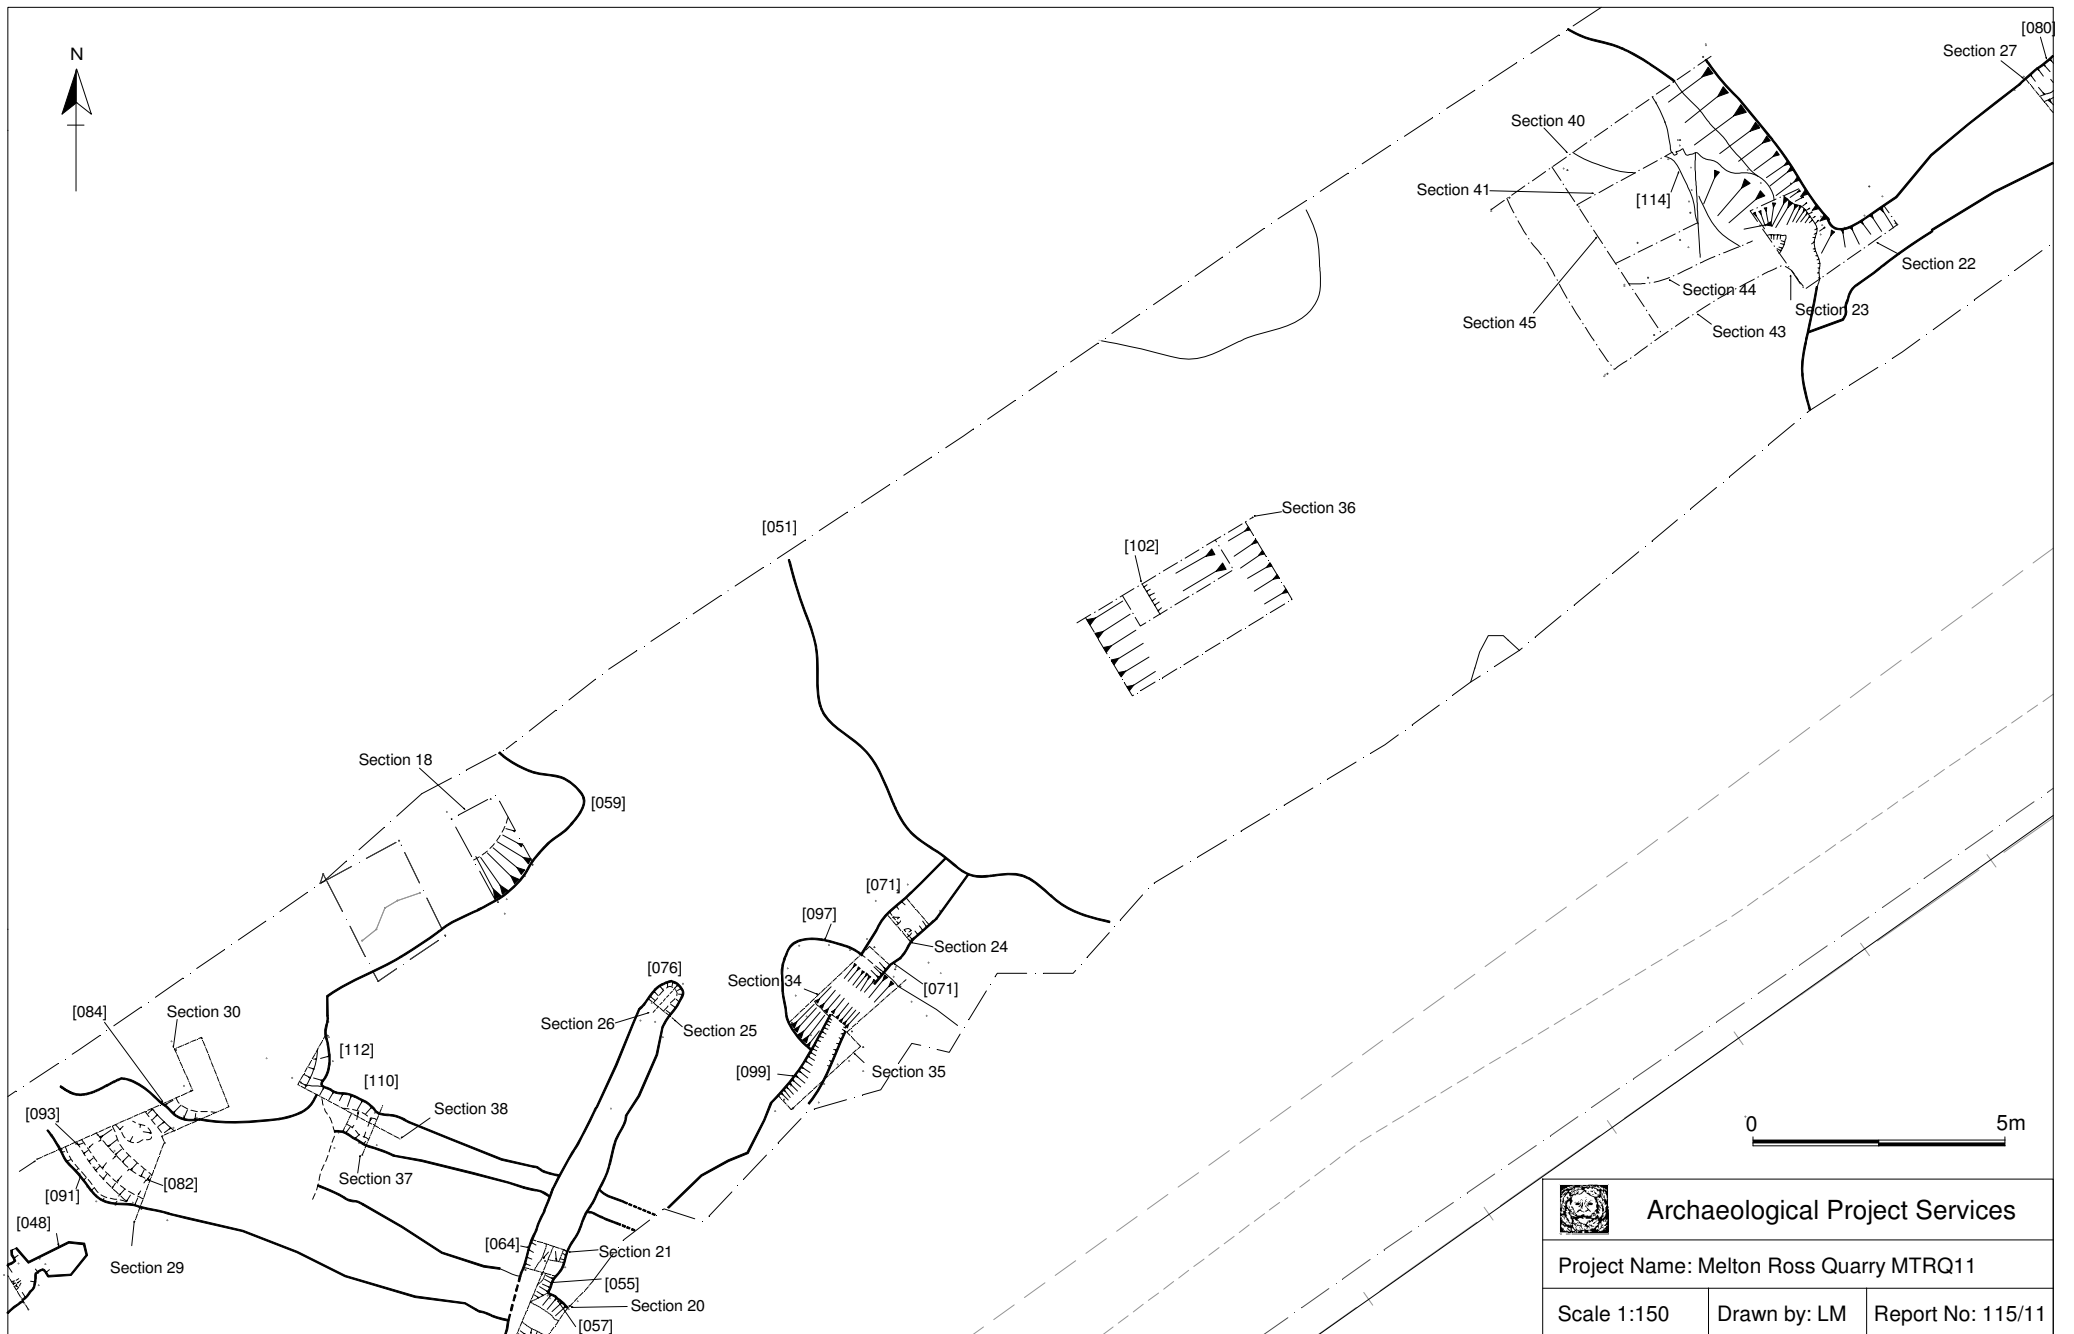 N
[080]
Section 27
Section 40
Section 41
[114]
Section 22
Section 44
Section 23
Section 45
Section 43
Section 36
[051]
[102]
Section 18
[059]
[071]
[097]
Section 24
[076]
Section 34
[071]
[084]
Section 30
Section 26
Section 25
[112]
[099]
Section 35
[110]
[093]
Section 38
0
5m
Section 37
[082]
[091]
[048]
[064]
Section 21
Section 29
[055]
Section 20
[057]
Archaeological Project Services
Project Name: Melton Ross Quarry MTRQ11
Scale 1:150
Drawn by: LM
Report No: 115/11